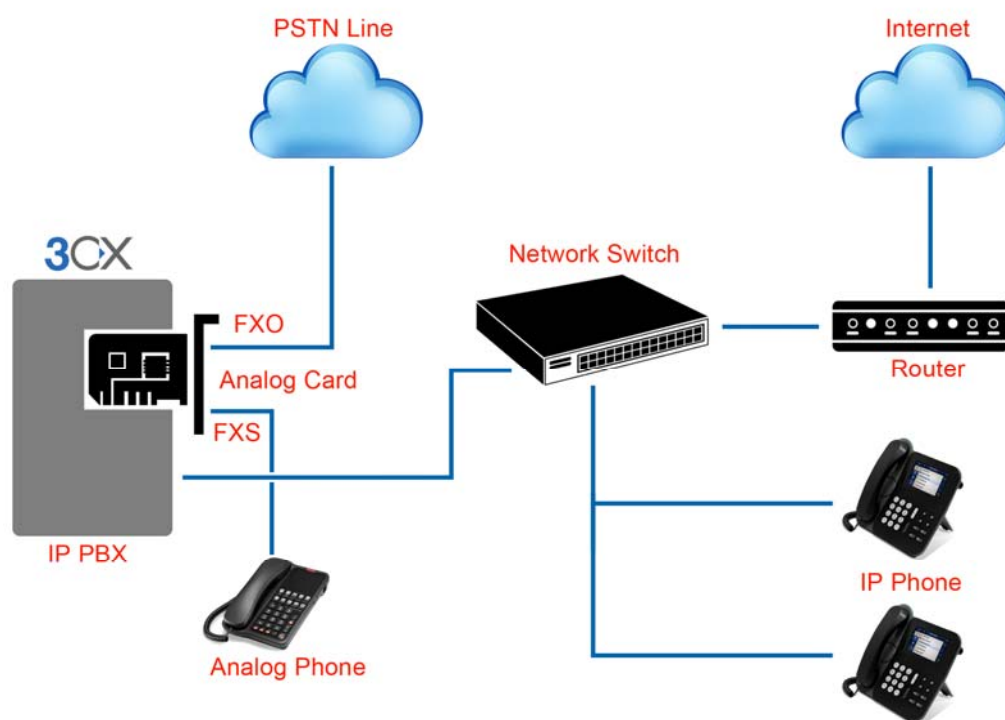 PSTN Line
Internet
3CX
Network Switch
FXO
Analog Card
FXS
Router
IP PBX
Analog Phone
IP Phone